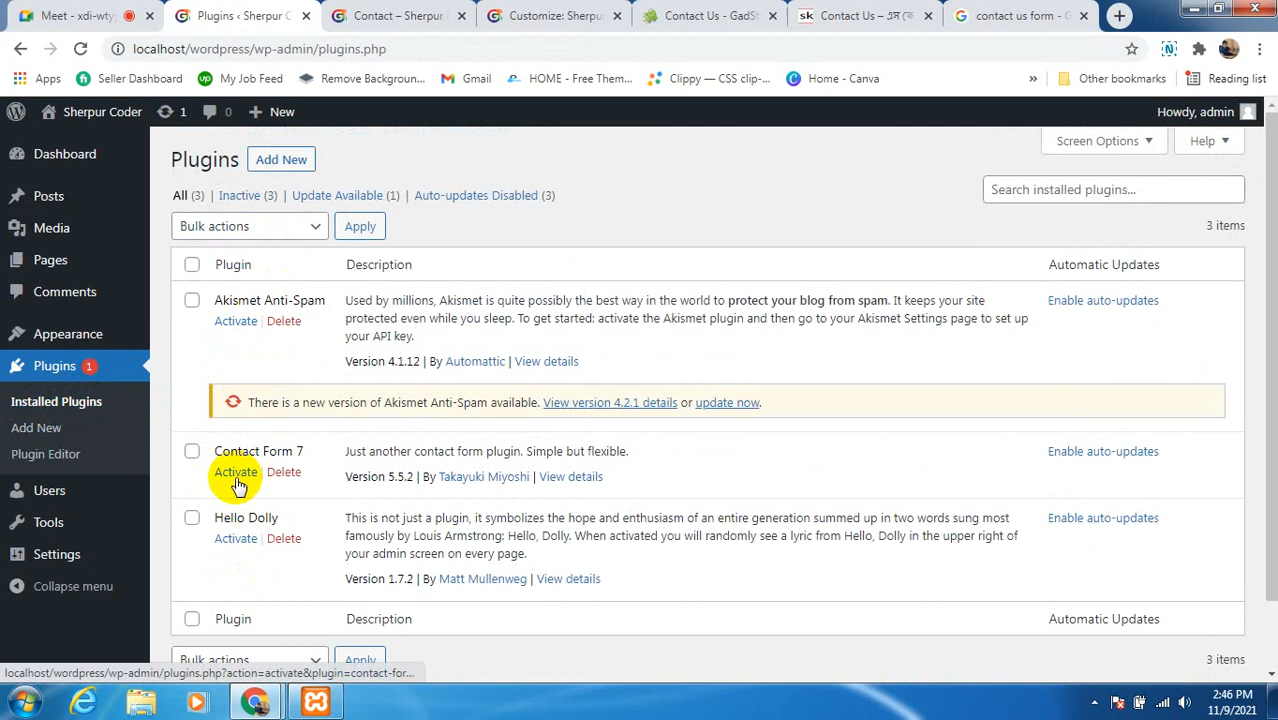 Meet - xdi-wty
Plugins ‹ Sherpur C
Contact – Sherpur
Customize: Sherpu
Contact Us - GadSt
Contact Us –
contact us form - G
localhost/wordpress/wp-admin/plugins.php
Apps
Seller Dashboard
My Job Feed
Remove Backgroun...
Gmail
HOME - Free Them...
Clippy — CSS clip-...
Home - Canva
»
Other bookmarks
Reading list
Sherpur Coder
1
0
New
Howdy, admin
Dashboard
Posts
Media
Pages
Comments
Appearance
Plugins 1
Installed Plugins
Add New
Plugin Editor
Users
Tools
Settings
Collapse menu
Screen Options
Help
Plugins
Add New
All (3) | Inactive (3) | Update Available (1) | Auto-updates Disabled (3)
Search installed plugins...
Bulk actions
Apply
3 items
Plugin
Description
Automatic Updates
Akismet Anti-Spam
Activate | Delete
Used by millions, Akismet is quite possibly the best way in the world to protect your blog from spam. It keeps your site
protected even while you sleep. To get started: activate the Akismet plugin and then go to your Akismet Settings page to set up
your API key.
Version 4.1.12 | By Automattic | View details
Enable auto-updates
There is a new version of Akismet Anti-Spam available. View version 4.2.1 details or update now.
Contact Form 7
Activate | Delete
Just another contact form plugin. Simple but flexible.
Version 5.5.2 | By Takayuki Miyoshi | View details
Enable auto-updates
Hello Dolly
Activate | Delete
This is not just a plugin, it symbolizes the hope and enthusiasm of an entire generation summed up in two words sung most
famously by Louis Armstrong: Hello, Dolly. When activated you will randomly see a lyric from Hello, Dolly in the upper right of
your admin screen on every page.
Version 1.7.2 | By Matt Mullenweg | View details
Enable auto-updates
Plugin
Description
Automatic Updates
Bulk actions
Apply
3 items
localhost/wordpress/wp-admin/plugins.php?action=activate&plugin=contact-for...
2:46 PM
11/9/2021